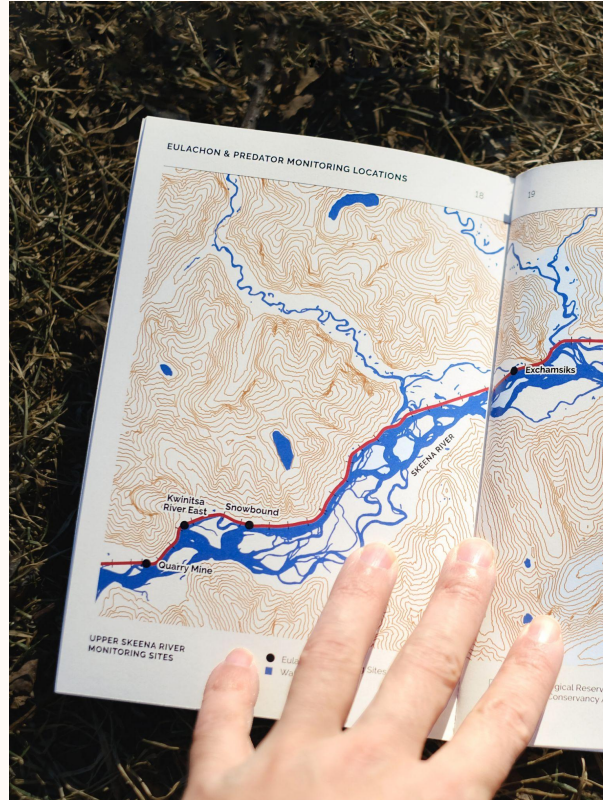 EULACHON & PREDATOR MONITORING LOCATIONS
18
19
Exchamsiks
SKEENA RIVER
Kwinitsa
River East
Snowbound
Quarry Mine
UPPER SKEENA RIVER
MONITORING SITES
Sites